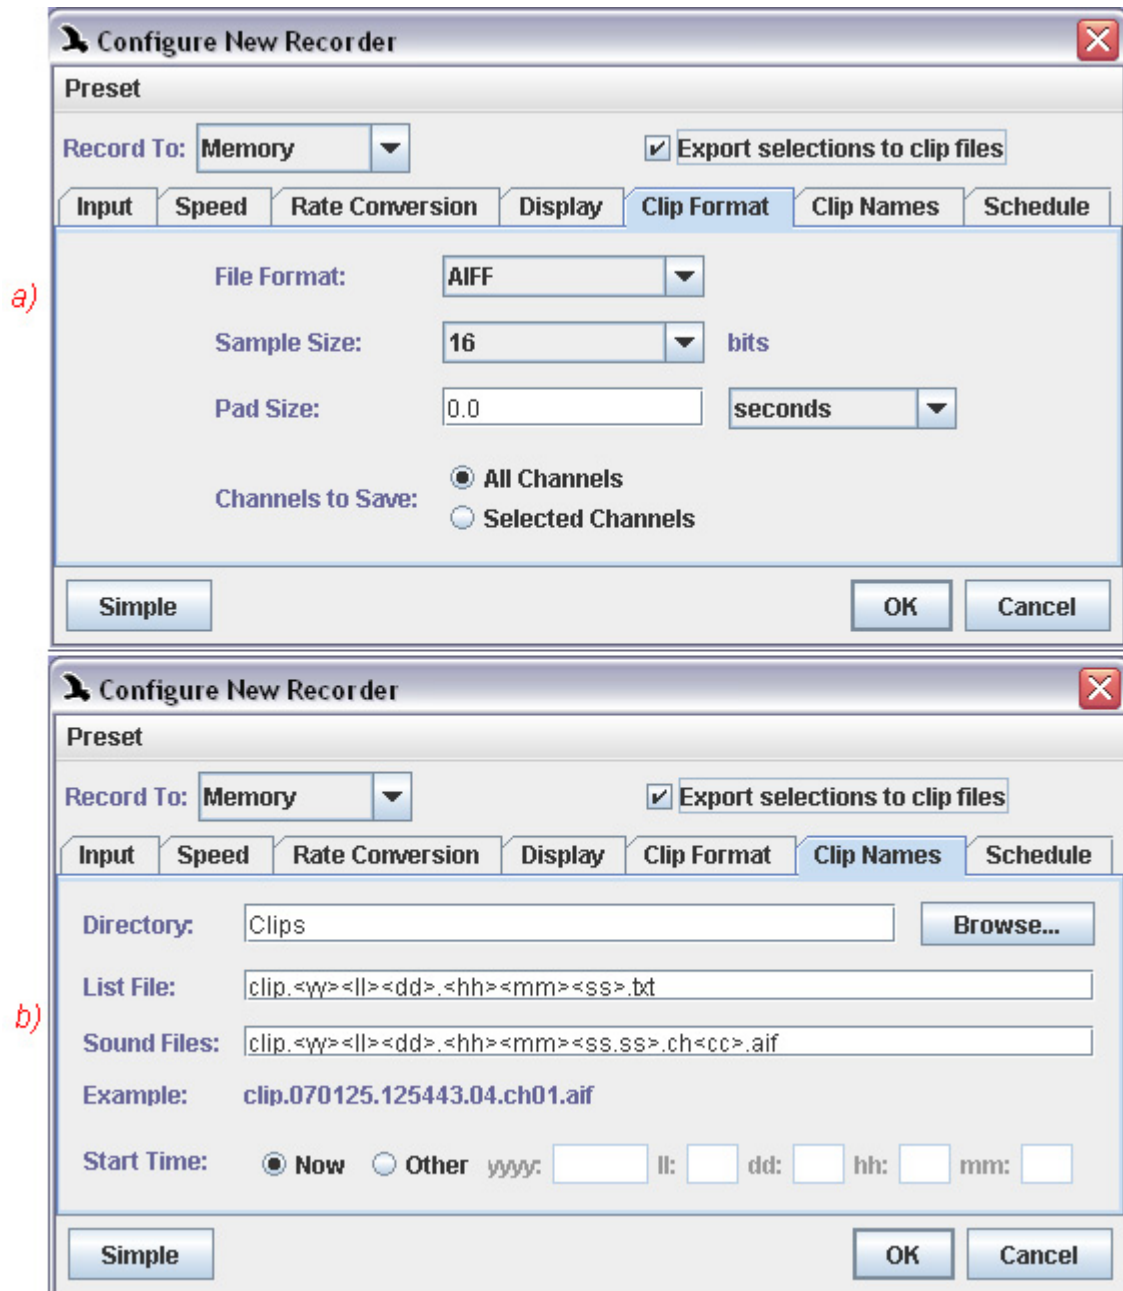 Configure New Recorder
Preset
Record To: Memory Export selections to clip files
Input Speed Rate Conversion Display Clip Format Clip Names Schedule
File Format: AIFF
a)
Sample Size: 16 bits
Pad Size: 0.0 seconds
All Channels
Channels to Save:
Selected Channels
Simple OK Cancel
Configure New Recorder
Preset
Record To: Memory Export selections to clip files
Input Speed Rate Conversion Display Clip Format Clip Names Schedule
Directory: Clips Browse...
List File: clip.<yy><ll><dd>.<hh><mm><ss>.txt
b)
Sound Files: clip.<yy><ll><dd>.<hh><mm><ss.ss>.ch<cc>.aif
Example: clip.070125.125443.04.ch01.aif
Start Time: Now Other yyyy: ll: dd: hh: mm:
Simple OK Cancel